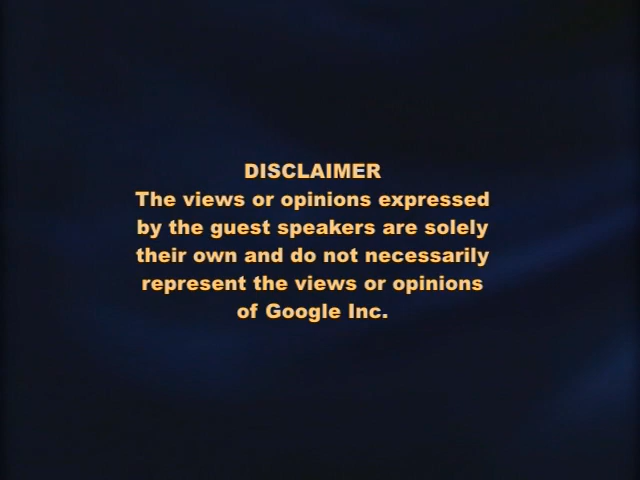 DISCLAIMER
The views or opinions expressed
by the guest speakers are solely
their own and do not necessarily
represent the views or opinions
of Google Inc.